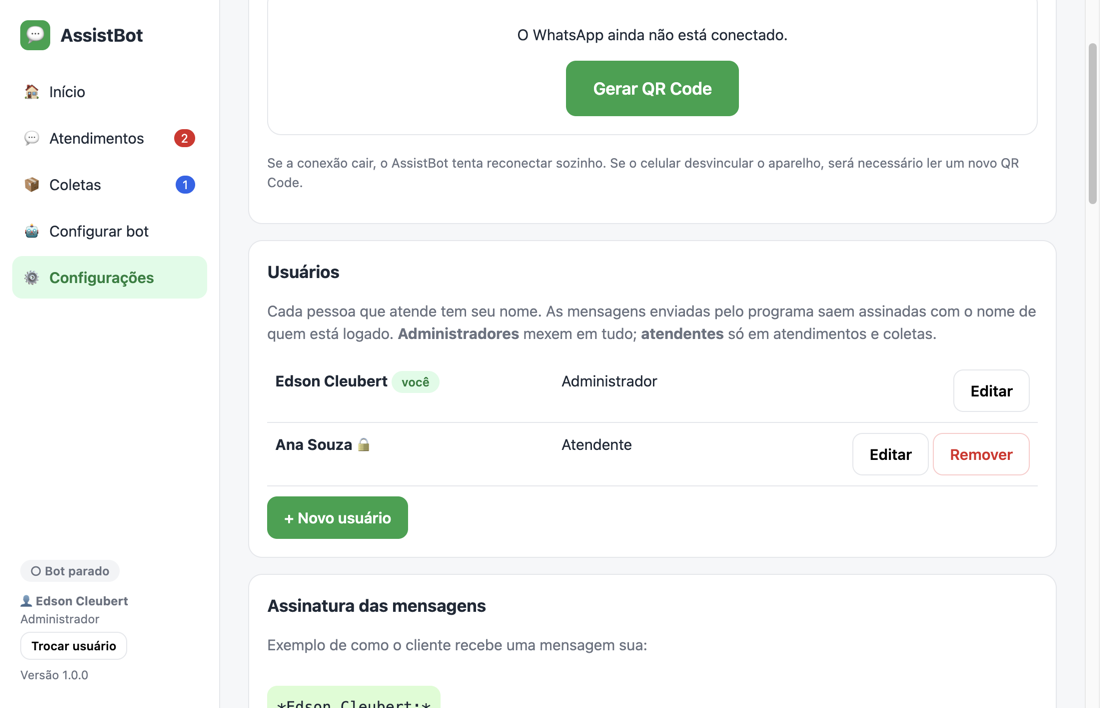 AssistBot
Início
Atendimentos 2
Coletas 1
Configurar bot
Configurações
Bot parado
Edson Cleubert
Administrador
Trocar usuário
Versão 1.0.0
O WhatsApp ainda não está conectado.
Gerar QR Code
Se a conexão cair, o AssistBot tenta reconectar sozinho. Se o celular desvincular o aparelho, será necessário ler um novo QR
Code.
Usuários
Cada pessoa que atende tem seu nome. As mensagens enviadas pelo programa saem assinadas com o nome de
quem está logado. Administradores mexem em tudo; atendentes só em atendimentos e coletas.
Edson Cleubert você Administrador Editar
Ana Souza Atendente Editar Remover
+ Novo usuário
Assinatura das mensagens
Exemplo de como o cliente recebe uma mensagem sua:
*Edson Cleubert:*